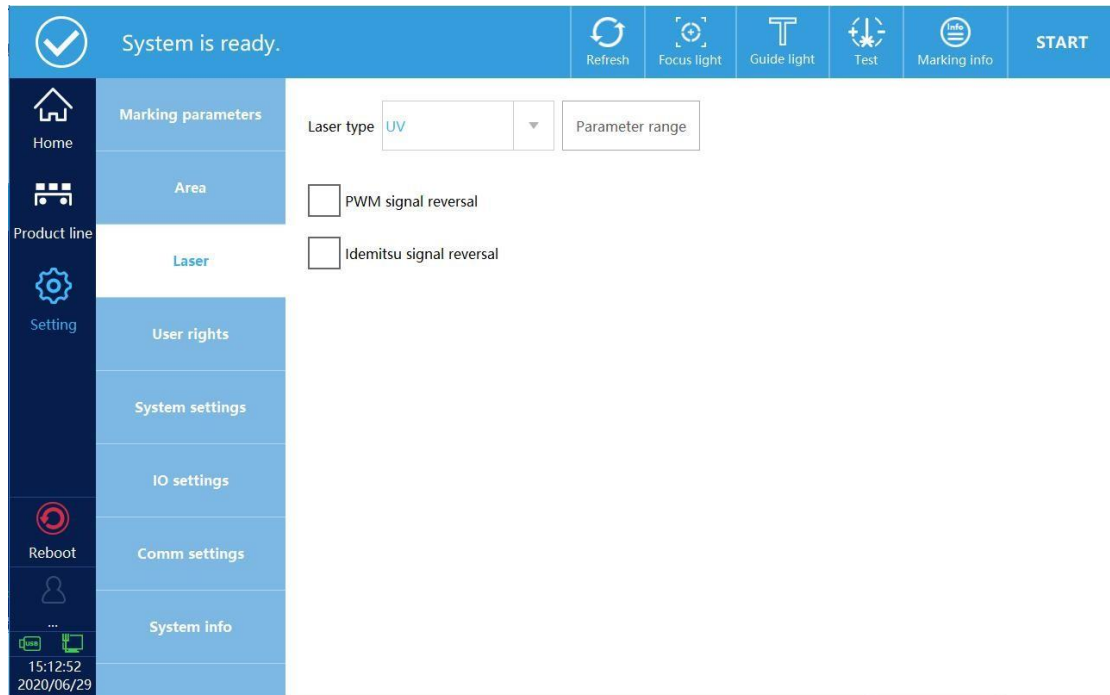 System is ready.
Refresh
Focus light
Guide light
Test
Info
Marking info
START
Home
Product line
Setting
Reboot
...
USB
15:12:52
2020/06/29
Marking parameters
Area
Laser
User rights
System settings
IO settings
Comm settings
System info
Laser type UV Parameter range
PWM signal reversal
Idemitsu signal reversal